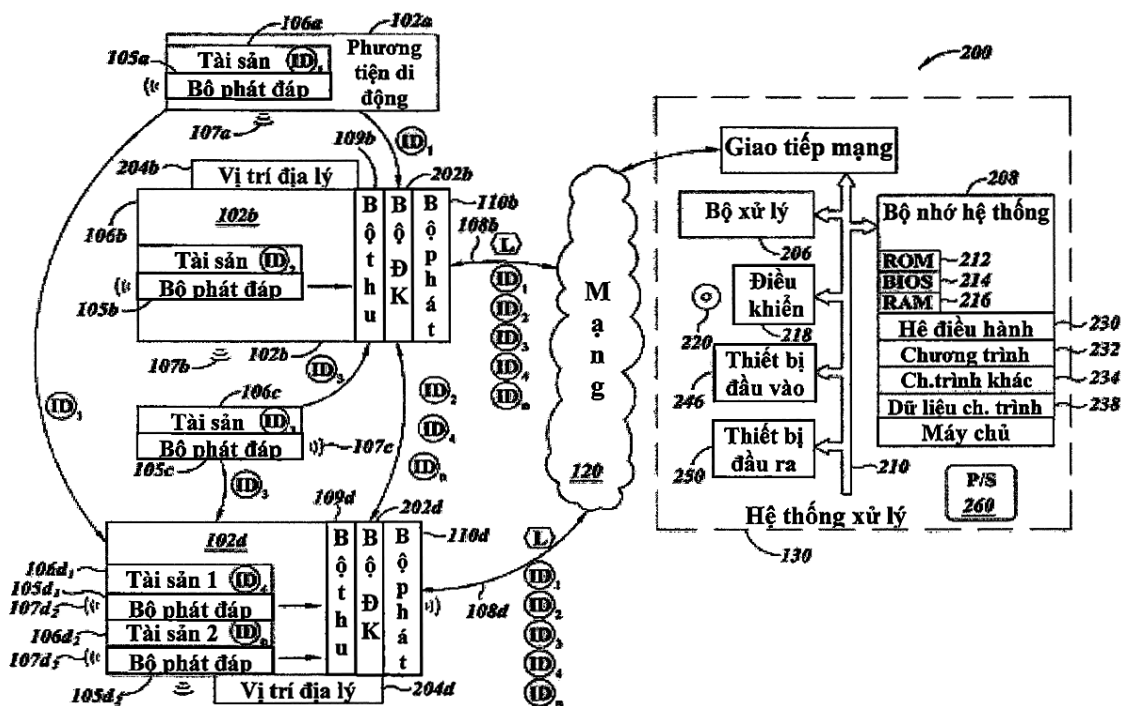 106a
102a
105a
Tài sản ID1
Bộ phát đáp
Phương
tiện di
động
107a
109b
ID1
202b
204b
Vị trí địa lý
110b
106b
102b
Tài sản ID2
Bộ phát đáp
105b
Bộ thu
Bộ ĐK
Bộ phát
108b
L
ID1
ID2
ID3
ID4
IDn
107b
102b
ID3
106c
Tài sản ID3
Bộ phát đáp
105c
107c
ID3
ID1
ID2
ID4
IDn
109d
202d
110d
102d
106d1
Tài sản 1 ID4
105d1
Bộ phát đáp
107d2
106d2
Tài sản 2 IDn
Bộ phát đáp
105d2
Bộ thu
Bộ ĐK
Bộ phát
Vị trí địa lý
204d
108d
L
ID1
ID2
ID3
ID4
IDn
Mạng
120
200
Giao tiếp mạng
Bộ xử lý
206
208
Bộ nhớ hệ thống
ROM 212
BIOS 214
RAM 216
Điều
khiển
218
220
Hệ điều hành 230
Chương trình 232
Ch.trình khác 234
Dữ liệu ch. trình 238
Máy chủ
Thiết bị
đầu vào
246
Thiết bị
đầu ra
250
210
P/S
260
Hệ thống xử lý
130